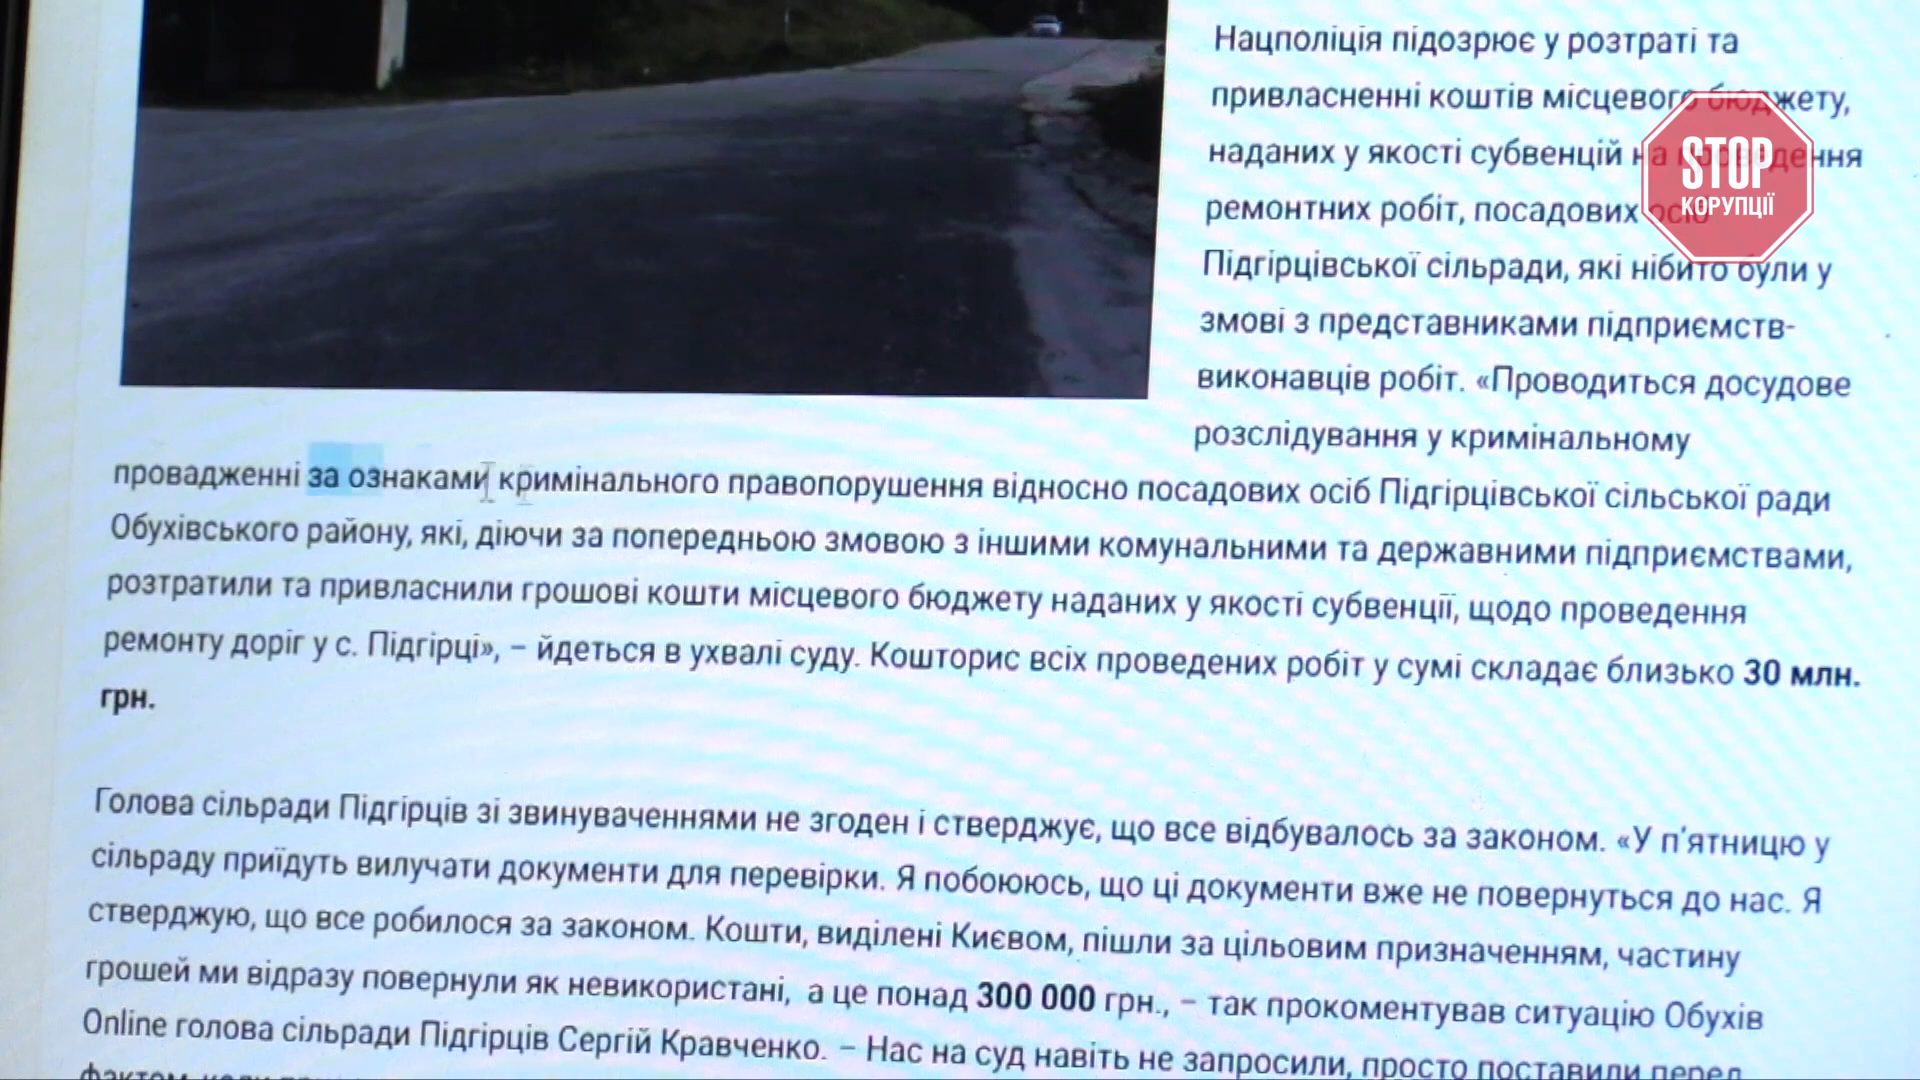 Нацполіція підозрює у розтраті та
привласненні коштів місцевого бюджету,
наданих у якості субвенцій на проведення
ремонтних робіт, посадових осіб
Підгірцівської сільради, які нібито були у
змові з представниками підприємств-
виконавців робіт. «Проводиться досудове
розслідування у кримінальному
провадженні за ознаками кримінального правопорушення відносно посадових осіб Підгірцівської сільської ради
Обухівського району, які, діючи за попередньою змовою з іншими комунальними та державними підприємствами,
розтратили та привласнили грошові кошти місцевого бюджету наданих у якості субвенції, щодо проведення
ремонту доріг у с. Підгірці», – йдеться в ухвалі суду. Кошторис всіх проведених робіт у сумі складає близько 30 млн.
грн.
Голова сільради Підгірців зі звинуваченнями не згоден і стверджує, що все відбувалось за законом. «У п'ятницю у
сільраду приїдуть вилучати документи для перевірки. Я побоююсь, що ці документи вже не повернуться до нас. Я
стверджую, що все робилося за законом. Кошти, виділені Києвом, пішли за цільовим призначенням, частину
грошей ми відразу повернули як невикористані, а це понад 300 000 грн., – так прокоментував ситуацію Обухів
Online голова сільради Підгірців Сергій Кравченко. – Нас на суд навіть не запросили, просто поставили перед
STOP
КОРУПЦІЇ